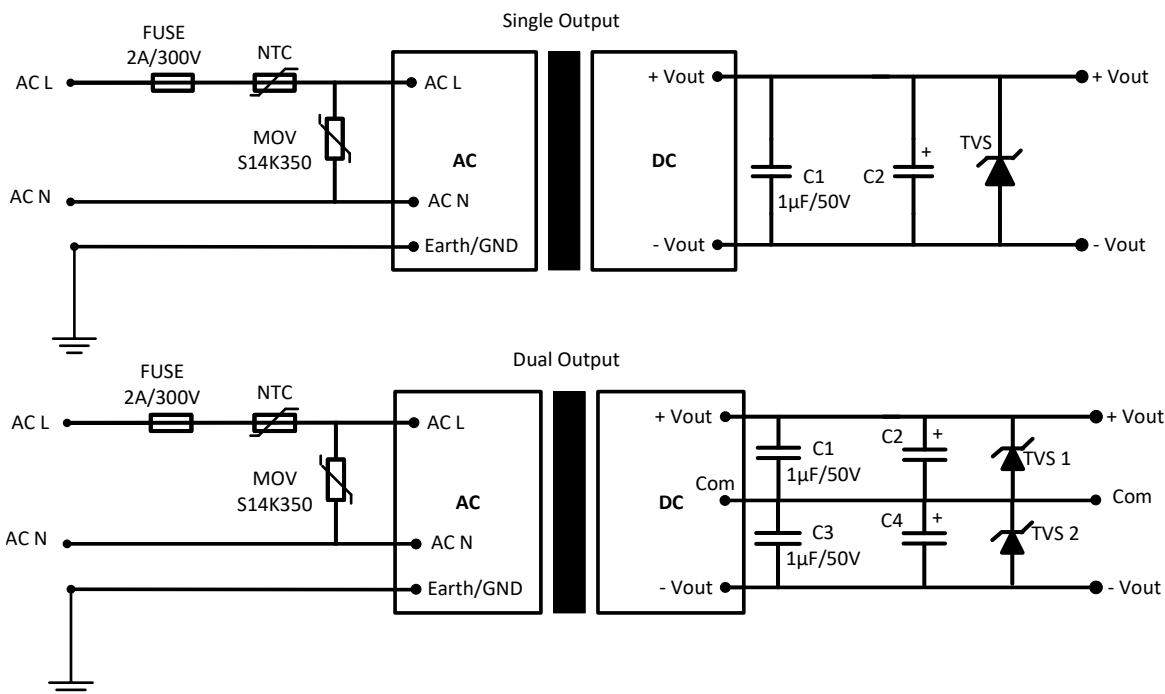 Single Output
FUSE
2A/300V
NTC
AC L
AC L
+ Vout
+ Vout
MOV
S14K350
AC
DC
C1
1µF/50V
C2
+
TVS
AC N
AC N
Earth/GND
- Vout
- Vout
Dual Output
FUSE
2A/300V
NTC
AC L
AC L
+ Vout
+ Vout
MOV
S14K350
AC
DC
C1
1µF/50V
C2
+
TVS 1
Com
Com
C3
1µF/50V
C4
+
TVS 2
AC N
AC N
Earth/GND
- Vout
- Vout